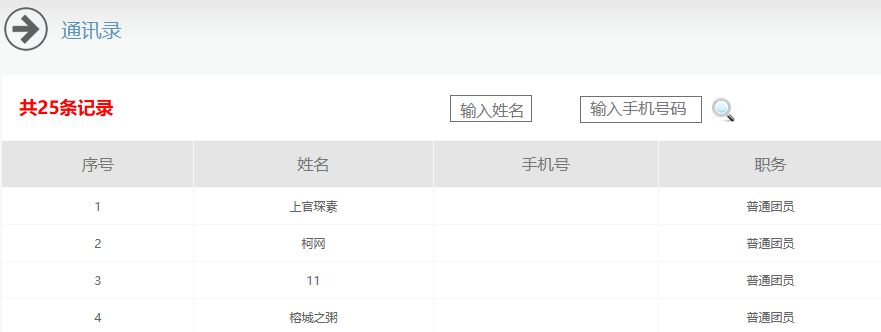 通讯录
共25条记录 输入姓名 输入手机号码
序号 姓名 手机号 职务
1 上官琛素 普通团员
2 柯网 普通团员
3 11 普通团员
4 榕城之粥 普通团员